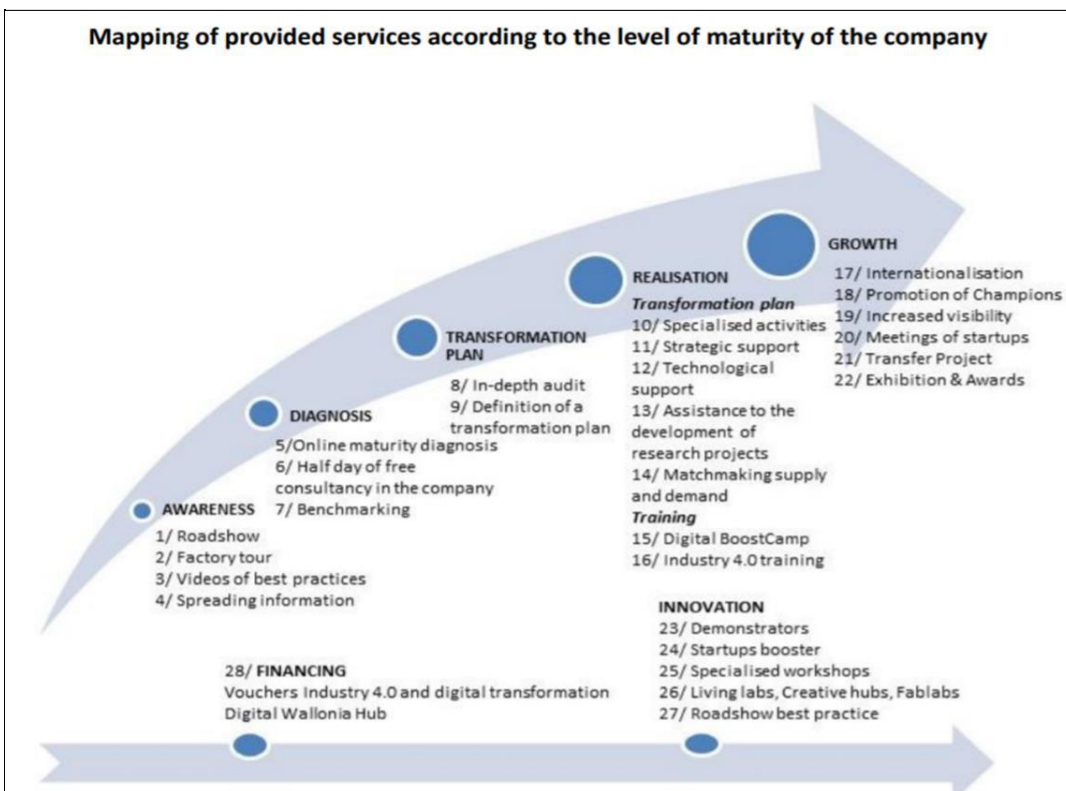 Mapping of provided services according to the level of maturity of the company
AWARENESS
1/ Roadshow
2/ Factory tour
3/ Videos of best practices
4/ Spreading information
DIAGNOSIS
5/Online maturity diagnosis
6/ Half day of free
consultancy in the company
7/ Benchmarking
TRANSFORMATION
PLAN
8/ In-depth audit
9/ Definition of a
transformation plan
REALISATION
Transformation plan
10/ Specialised activities
11/ Strategic support
12/ Technological
support
13/ Assistance to the
development of
research projects
14/ Matchmaking supply
and demand
Training
15/ Digital BoostCamp
16/ Industry 4.0 training
GROWTH
17/ Internationalisation
18/ Promotion of Champions
19/ Increased visibility
20/ Meetings of startups
21/ Transfer Project
22/ Exhibition & Awards
28/ FINANCING
Vouchers Industry 4.0 and digital transformation
Digital Wallonia Hub
INNOVATION
23/ Demonstrators
24/ Startups booster
25/ Specialised workshops
26/ Living labs, Creative hubs, Fablabs
27/ Roadshow best practice